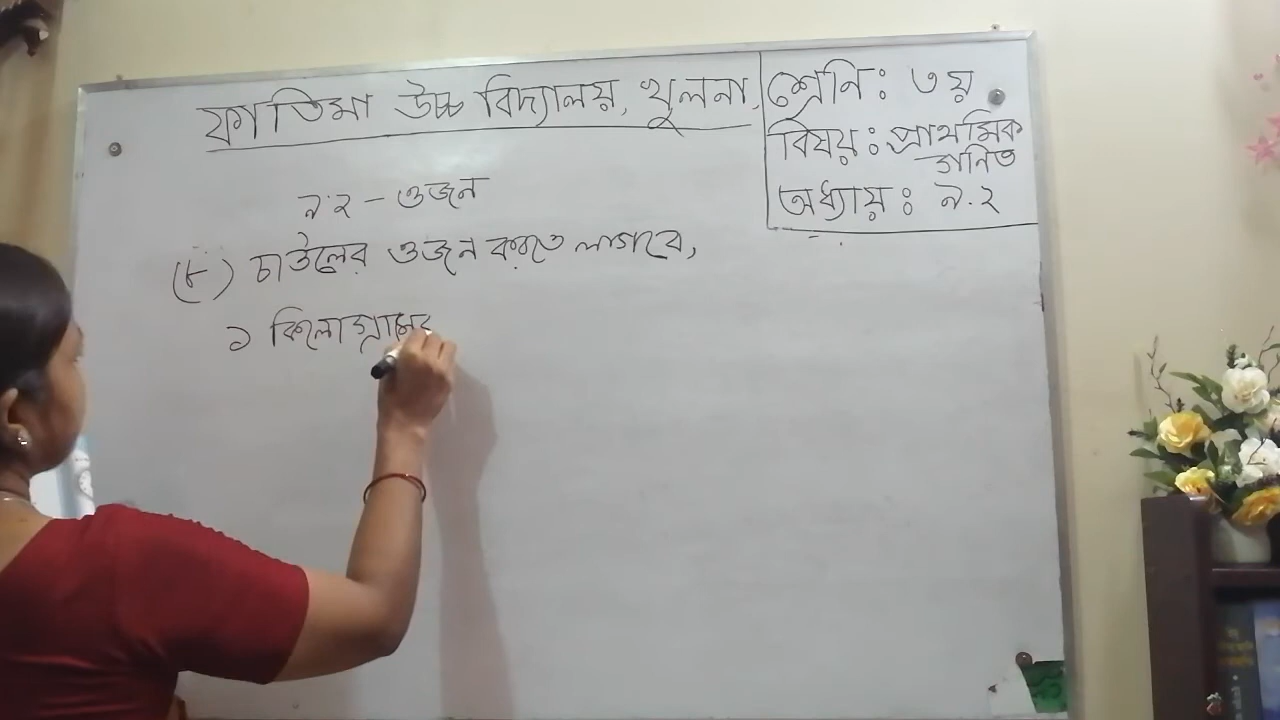 ফাতিমা উচ্চ বিদ্যালয়, খুলনা,
শ্রেনি: ৩য়
বিষয়: প্রাথমিক
গনিত
অধ্যায়: ৯.২
৯.২ - ওজন
(৮) চাউলের ওজন করতে লাগবে,
১ কিলোগ্রামের